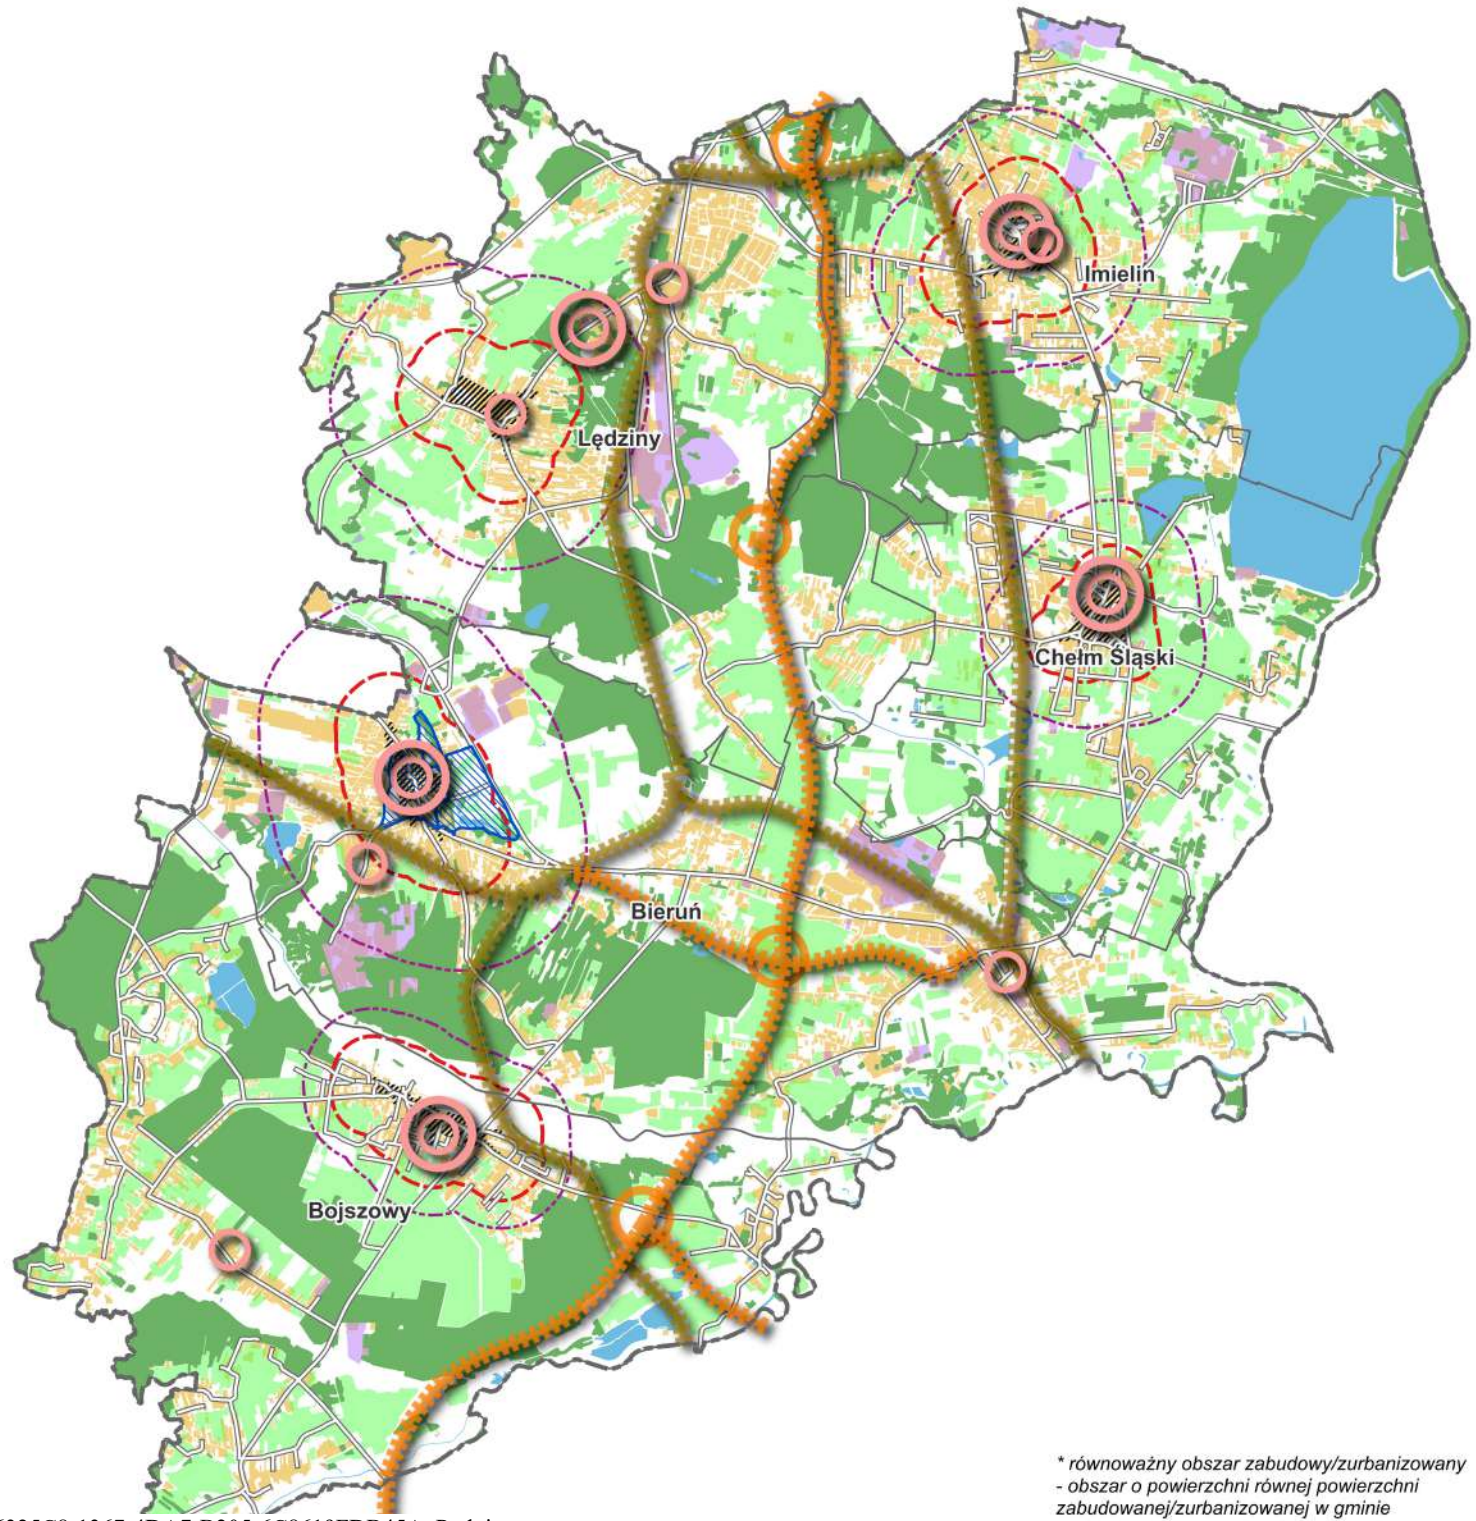 Imielin
Lędziny
Chełm Śląski
Bieruń
Bojszowy
* równoważny obszar zabudowy/zurbanizowany
- obszar o powierzchni równej powierzchni
zabudowanej/zurbanizowanej w gminie